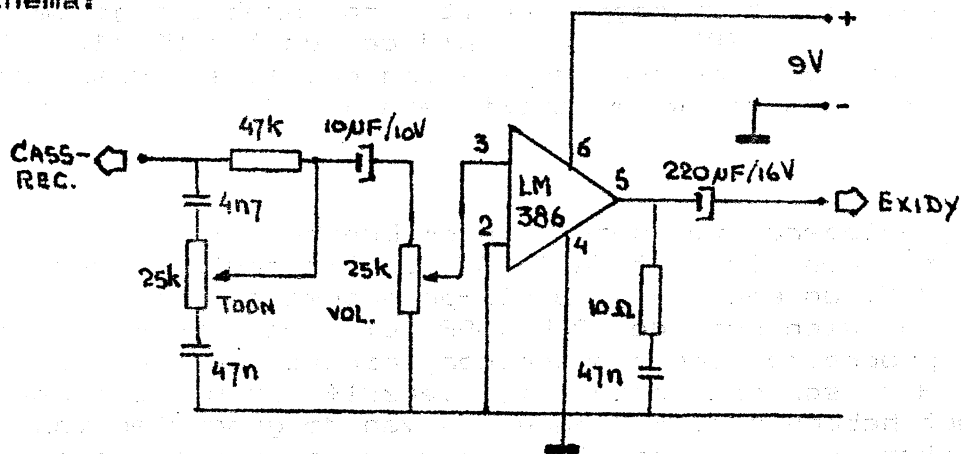 +
9V
-
47k
10µF/10V
CASS-
REC.
3
6
5
220µF/16V
EXIDY
4n7
LM
386
2
4
25k
TOON
25k
VOL.
10Ω
47n
47n